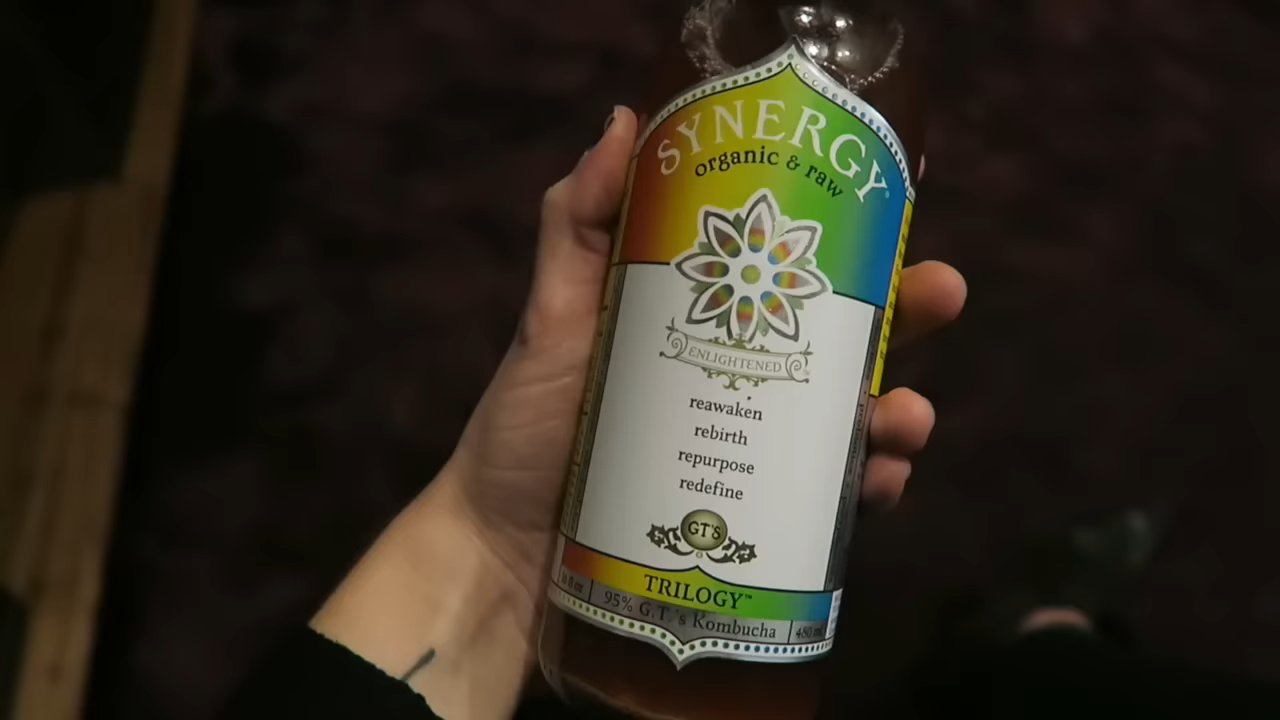 SYNERGY®
organic & raw
ENLIGHTENED
reawaken
rebirth
repurpose
redefine
GT'S
TRILOGY™
95% G.T.'s Kombucha
480 ml